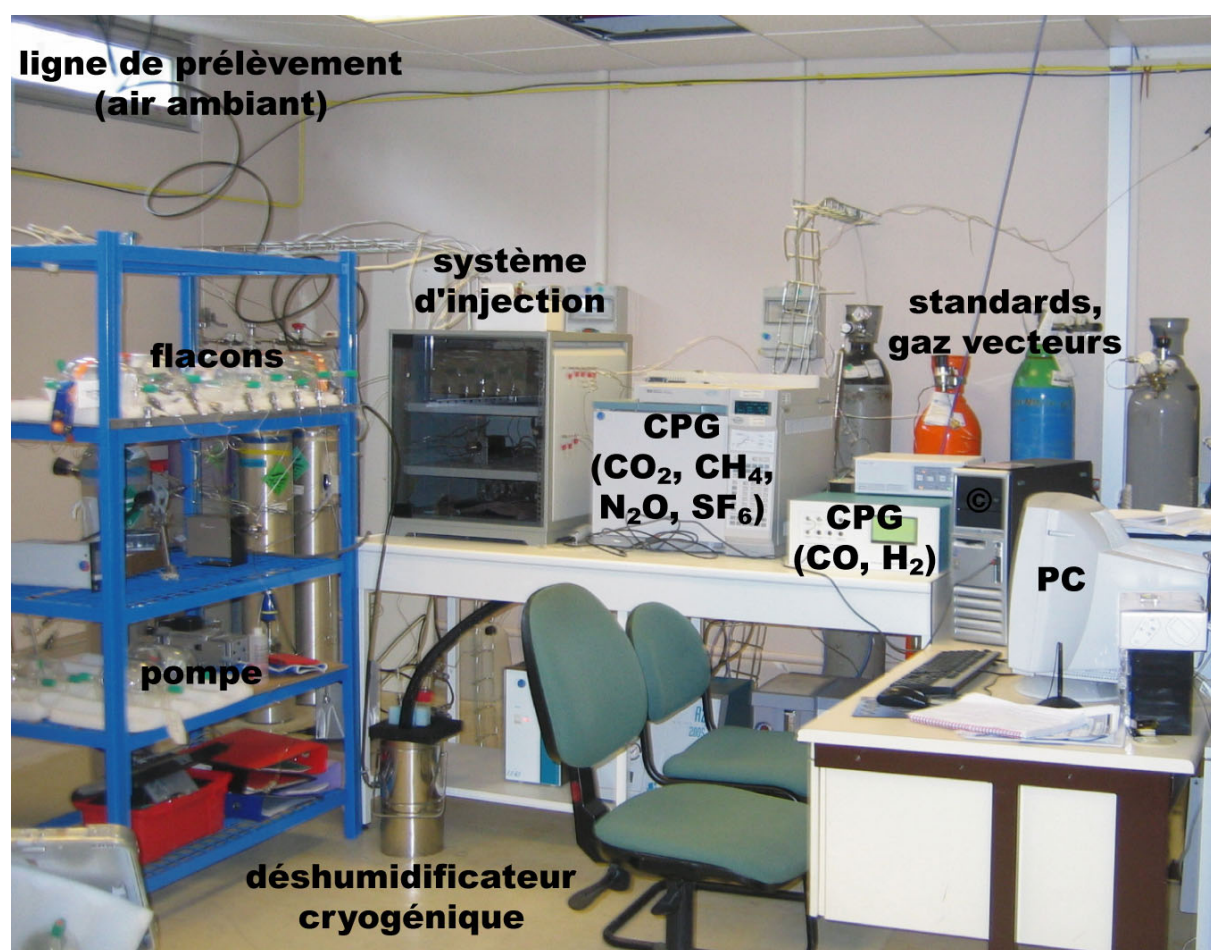 ligne de prélèvement
(air ambiant)
système
d'injection
standards,
gaz vecteurs
flacons
CPG
(CO₂, CH₄,
N₂O, SF₆)
©
CPG
(CO, H₂)
PC
pompe
déshumidificateur
cryogénique